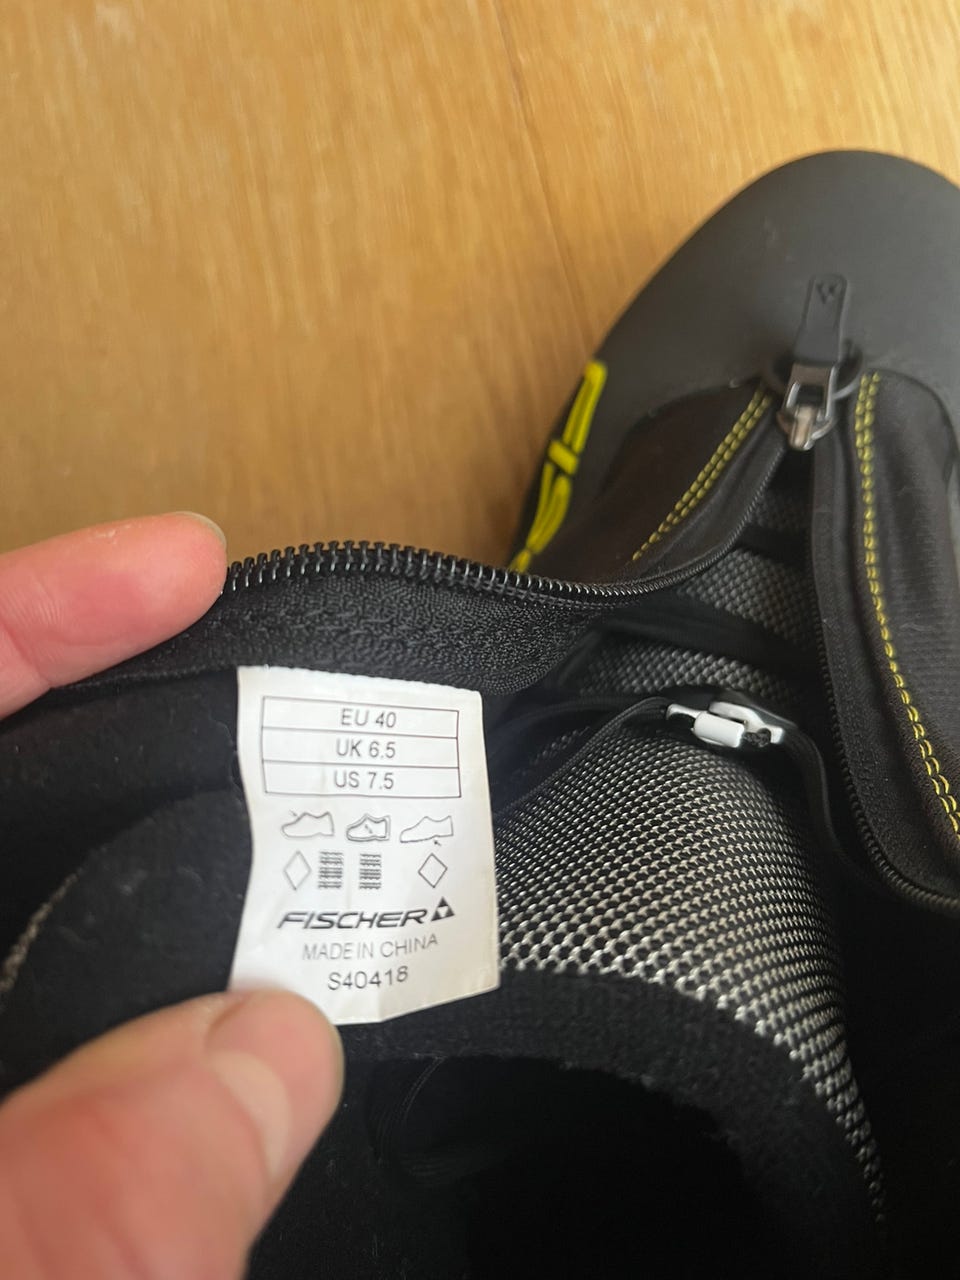 EU 40
UK 6.5
US 7.5
FISCHER
MADE IN CHINA
S40418